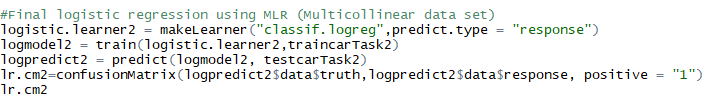 #Final logistic regression using MLR (Multicollinear data set)
logistic.learner2 = makeLearner("classif.logreg",predict.type = "response")
logmodel2 = train(logistic.learner2,traincarTask2)
logpredict2 = predict(logmodel2, testcarTask2)
lr.cm2=confusionMatrix(logpredict2$data$truth,logpredict2$data$response, positive = "1")
lr.cm2